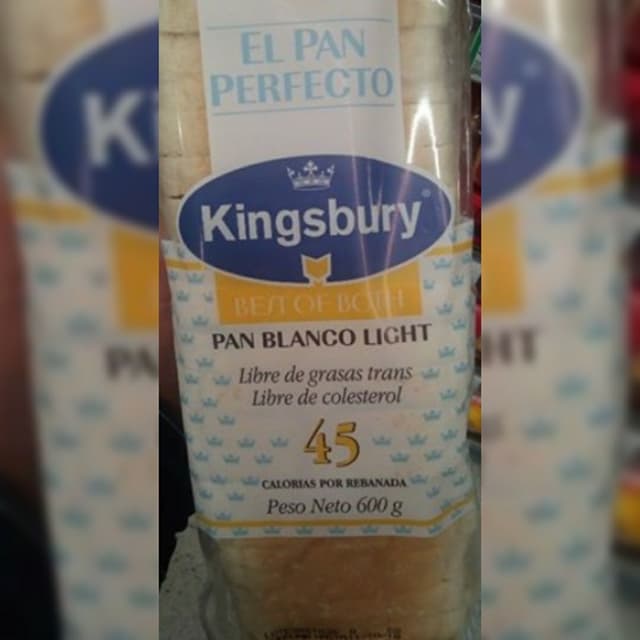 EL PAN
PERFECTO
Kingsbury®
BEST OF BOTH
PAN BLANCO LIGHT
Libre de grasas trans
Libre de colesterol
45
CALORIAS POR REBANADA
Peso Neto 600 g